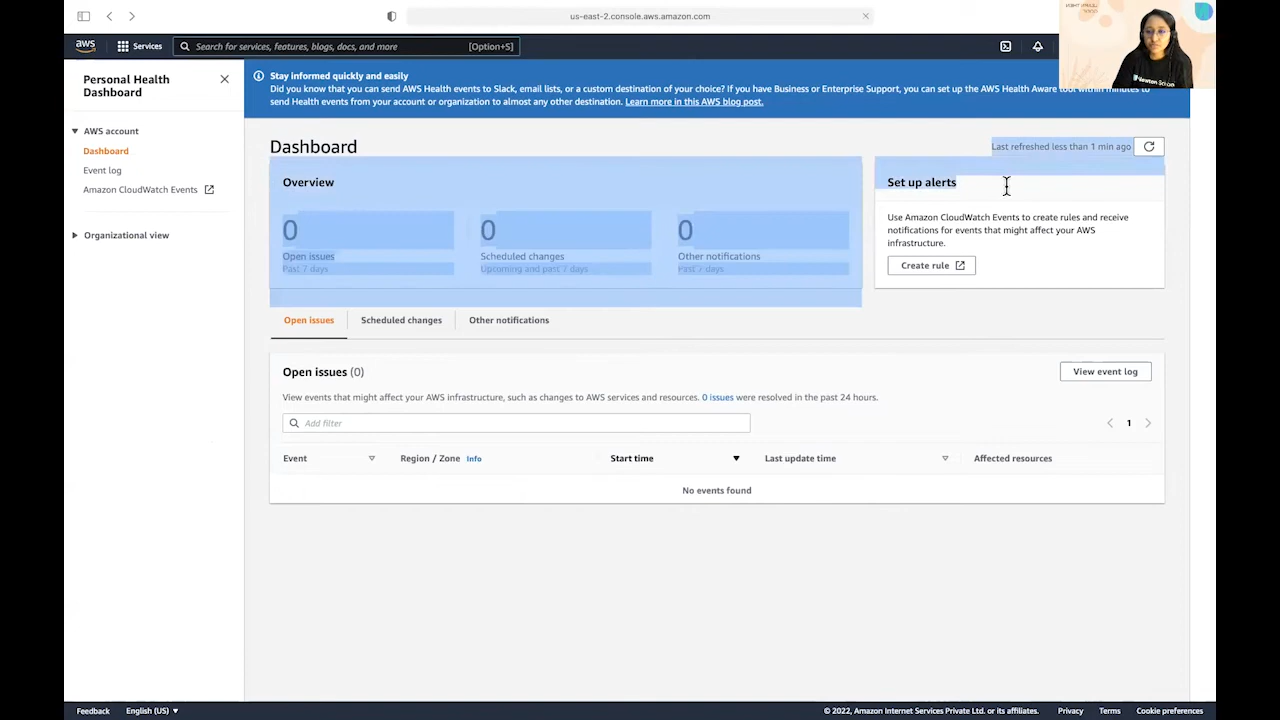 us-east-2.console.aws.amazon.com
aws
Services
Search for services, features, blogs, docs, and more
[Option+S]
Personal Health
Dashboard
AWS account
Dashboard
Event log
Amazon CloudWatch Events
Organizational view
Stay informed quickly and easily
Did you know that you can send AWS Health events to Slack, email lists, or a custom destination of your choice? If you have Business or Enterprise Support, you can set up the AWS Health Aware tool within minutes to
send Health events from your account or organization to almost any other destination. Learn more in this AWS blog post.
Dashboard
Last refreshed less than 1 min ago
Overview
0
0
0
Open issues
Scheduled changes
Other notifications
Past 7 days
Upcoming and past 7 days
Past 7 days
Set up alerts
Use Amazon CloudWatch Events to create rules and receive
notifications for events that might affect your AWS
infrastructure.
Create rule
Open issues
Scheduled changes
Other notifications
Open issues (0)
View event log
View events that might affect your AWS infrastructure, such as changes to AWS services and resources. 0 issues were resolved in the past 24 hours.
Add filter
1
Event
Region / Zone
Info
Start time
Last update time
Affected resources
No events found
Feedback
English (US)
© 2022, Amazon Internet Services Private Ltd. or its affiliates.
Privacy
Terms
Cookie preferences